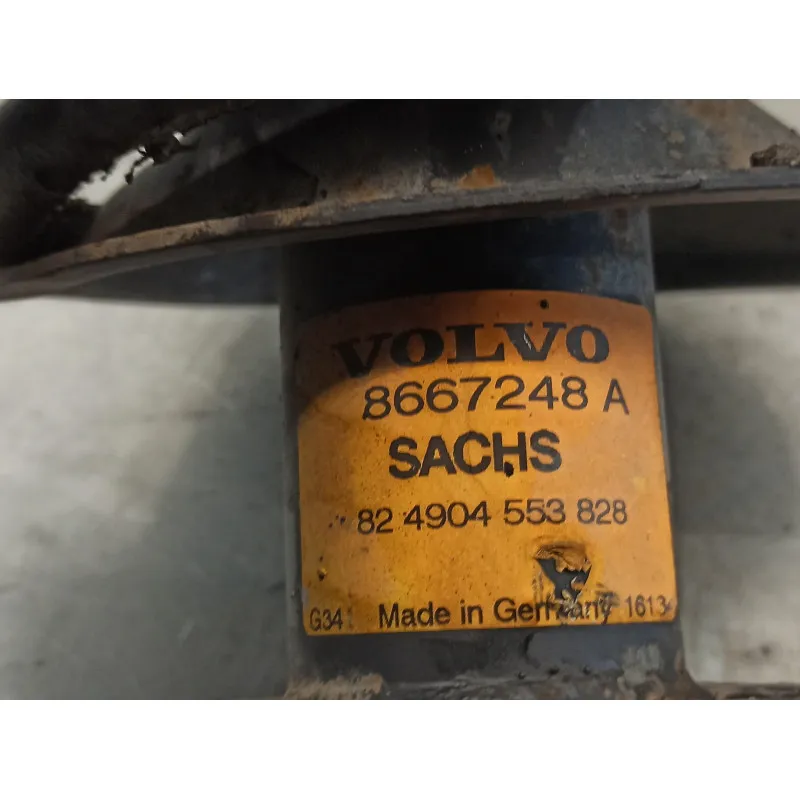 VOLVO
8667248 A
SACHS
82 4904 553 828
G34 Made in Germany 1613